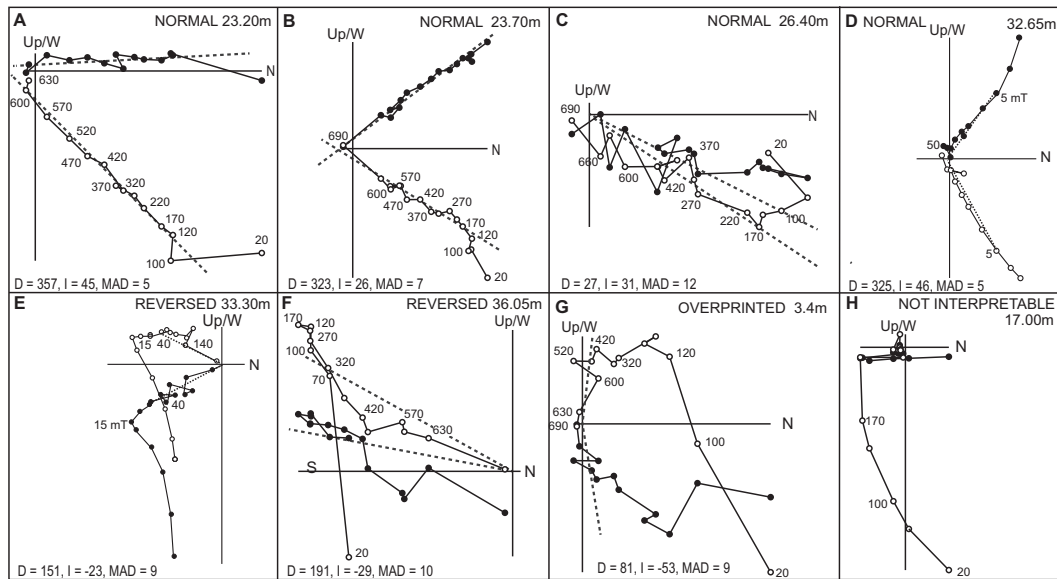 A NORMAL 23.20m
Up/W
N
630
600
570
520
470
420
370
320
220
170
120
100
20
D = 357, I = 45, MAD = 5
B NORMAL 23.70m
Up/W
690
N
570
600
470
420
370
270
170
120
100
20
D = 323, I = 26, MAD = 7
C NORMAL 26.40m
Up/W
N
690
660
600
370
20
420
270
220
170
100
D = 27, I = 31, MAD = 12
D NORMAL 32.65m
Up/W
5 mT
50
N
5
D = 325, I = 46, MAD = 5
E REVERSED 33.30m
Up/W
15
40
140
N
40
15 mT
D = 151, I = -23, MAD = 9
F REVERSED 36.05m
Up/W
170
120
270
100
320
70
420
570
630
S
N
20
D = 191, I = -29, MAD = 10
G OVERPRINTED 3.4m
Up/W
420
520
320
120
600
630
690
N
100
20
D = 81, I = -53, MAD = 9
H NOT INTERPRETABLE
17.00m
Up/W
N
170
100
20